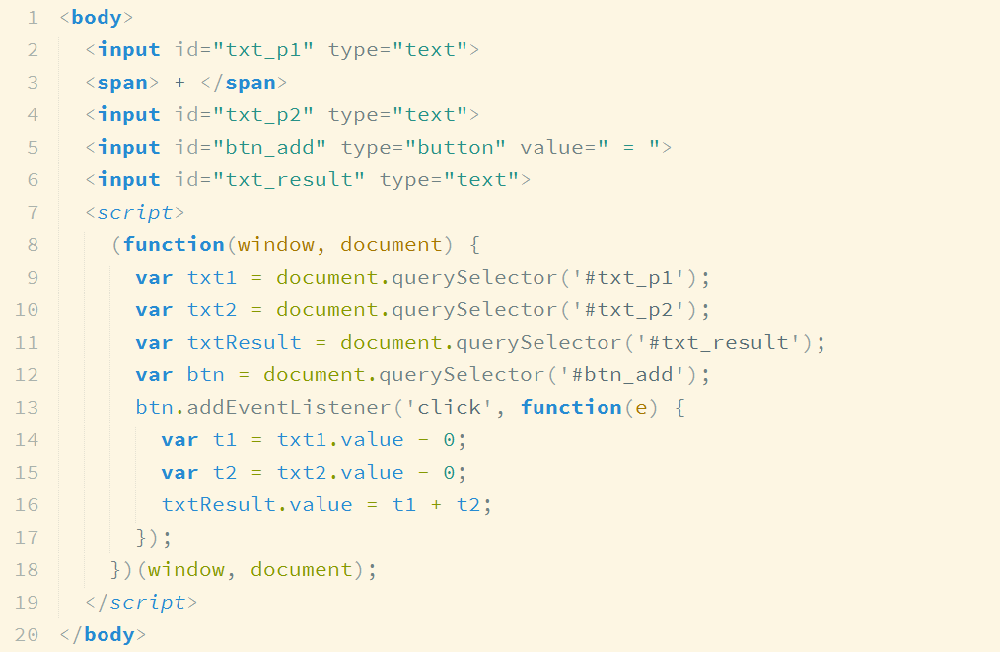 1 <body>
2   <input id="txt_p1" type="text">
3   <span> + </span>
4   <input id="txt_p2" type="text">
5   <input id="btn_add" type="button" value=" = ">
6   <input id="txt_result" type="text">
7   <script>
8     (function(window, document) {
9       var txt1 = document.querySelector('#txt_p1');
10       var txt2 = document.querySelector('#txt_p2');
11       var txtResult = document.querySelector('#txt_result');
12       var btn = document.querySelector('#btn_add');
13       btn.addEventListener('click', function(e) {
14         var t1 = txt1.value - 0;
15         var t2 = txt2.value - 0;
16         txtResult.value = t1 + t2;
17       });
18     })(window, document);
19   </script>
20 </body>